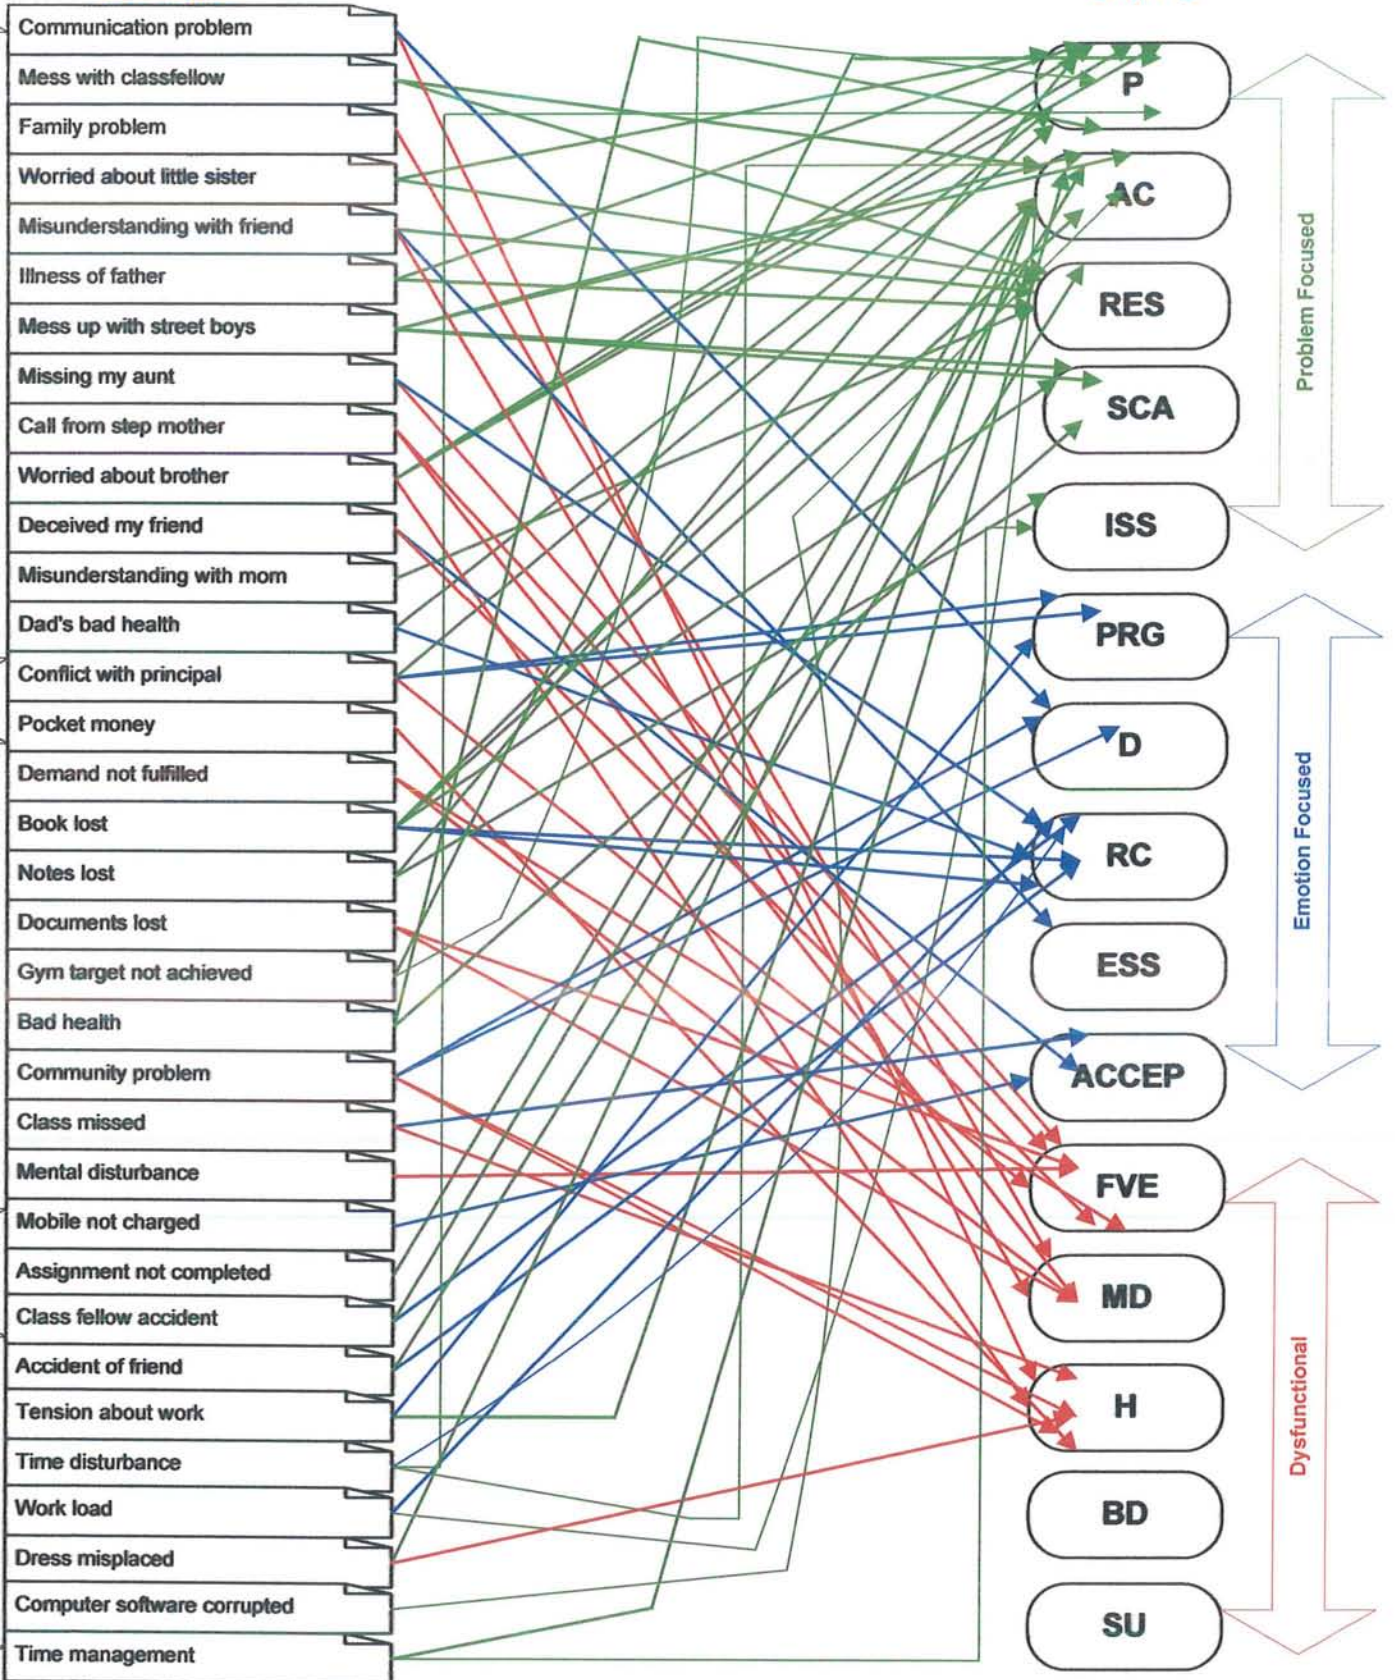 Communication problem
Mess with classfellow
Family problem
Worried about little sister
Misunderstanding with friend
Illness of father
Mess up with street boys
Missing my aunt
Call from step mother
Worried about brother
Deceived my friend
Misunderstanding with mom
Dad's bad health
Conflict with principal
Pocket money
Demand not fulfilled
Book lost
Notes lost
Documents lost
Gym target not achieved
Bad health
Community problem
Class missed
Mental disturbance
Mobile not charged
Assignment not completed
Class fellow accident
Accident of friend
Tension about work
Time disturbance
Work load
Dress misplaced
Computer software corrupted
Time management
P
AC
RES
SCA
ISS
PRG
D
RC
ESS
ACCEP
FVE
MD
H
BD
SU
Problem Focused
Emotion Focused
Dysfunctional